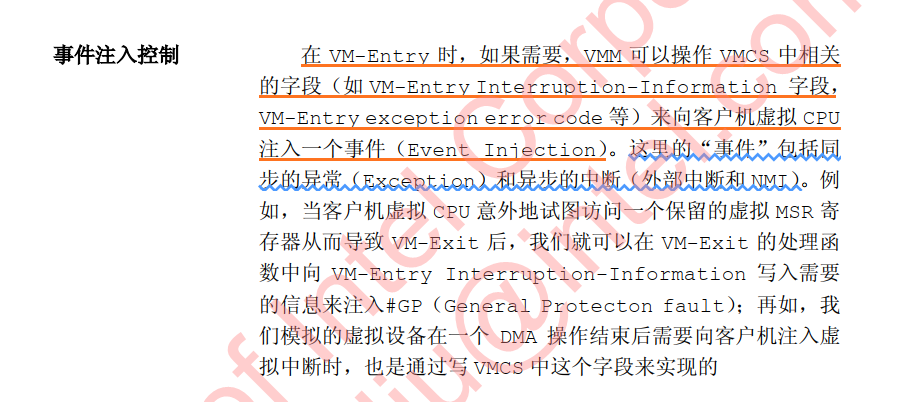 事件注入控制
在 VM-Entry 时，如果需要，VMM 可以操作 VMCS 中相关
的字段（如 VM-Entry Interruption-Information 字段，
VM-Entry exception error code 等）来向客户机虚拟 CPU
注入一个事件（Event Injection）。这里的“事件”包括同
步的异常（Exception）和异步的中断（外部中断和 NMI）。例
如，当客户机虚拟 CPU 意外地试图访问一个保留的虚拟 MSR 寄
存器从而导致 VM-Exit 后，我们就可以在 VM-Exit 的处理函
数中向 VM-Entry Interruption-Information 写入需要
的信息来注入#GP（General Protecton fault）；再如，我
们模拟的虚拟设备在一个 DMA 操作结束后需要向客户机注入虚
拟中断时，也是通过写 VMCS 中这个字段来实现的
of Intel Corpo
liu@intel.com